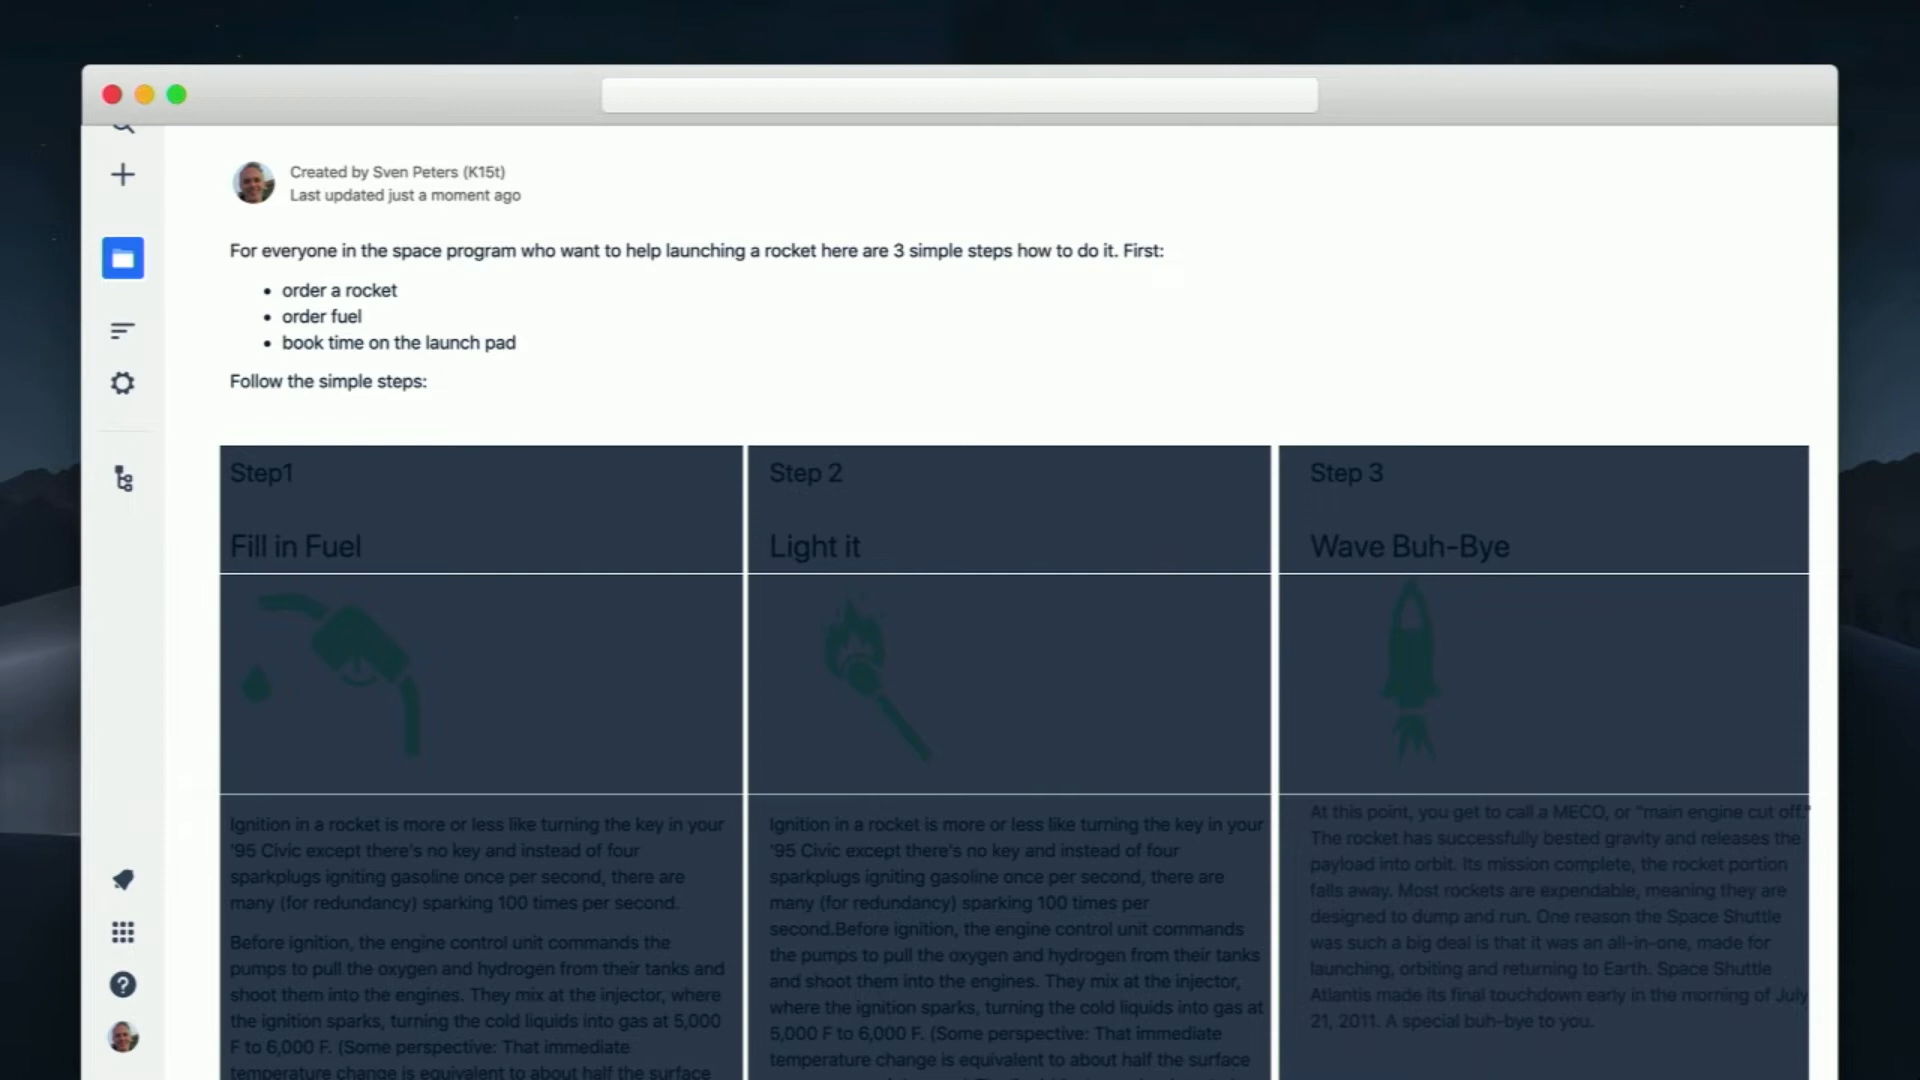 Created by Sven Peters (K15t)
Last updated just a moment ago
For everyone in the space program who want to help launching a rocket here are 3 simple steps how to do it. First:
• order a rocket
• order fuel
• book time on the launch pad
Follow the simple steps:
Step1
Fill in Fuel
Ignition in a rocket is more or less like turning the key in your
'95 Civic except there's no key and instead of four
sparkplugs igniting gasoline once per second, there are
many (for redundancy) sparking 100 times per second.
Before ignition, the engine control unit commands the
pumps to pull the oxygen and hydrogen from their tanks and
shoot them into the engines. They mix at the injector, where
the ignition sparks, turning the cold liquids into gas at 5,000
F to 6,000 F. (Some perspective: That immediate
temperature change is equivalent to about half the surface
Step 2
Light it
Ignition in a rocket is more or less like turning the key in your
'95 Civic except there's no key and instead of four
sparkplugs igniting gasoline once per second, there are
many (for redundancy) sparking 100 times per
second.Before ignition, the engine control unit commands
the pumps to pull the oxygen and hydrogen from their tanks
and shoot them into the engines. They mix at the injector,
where the ignition sparks, turning the cold liquids into gas at
5,000 F to 6,000 F. (Some perspective: That immediate
temperature change is equivalent to about half the surface
Step 3
Wave Buh-Bye
At this point, you get to call a MECO, or "main engine cut off."
The rocket has successfully bested gravity and releases the
payload into orbit. Its mission complete, the rocket portion
falls away. Most rockets are expendable, meaning they are
designed to dump and run. One reason the Space Shuttle
was such a big deal is that it was an all-in-one, made for
launching, orbiting and returning to Earth. Space Shuttle
Atlantis made its final touchdown early in the morning of July
21, 2011. A special buh-bye to you.